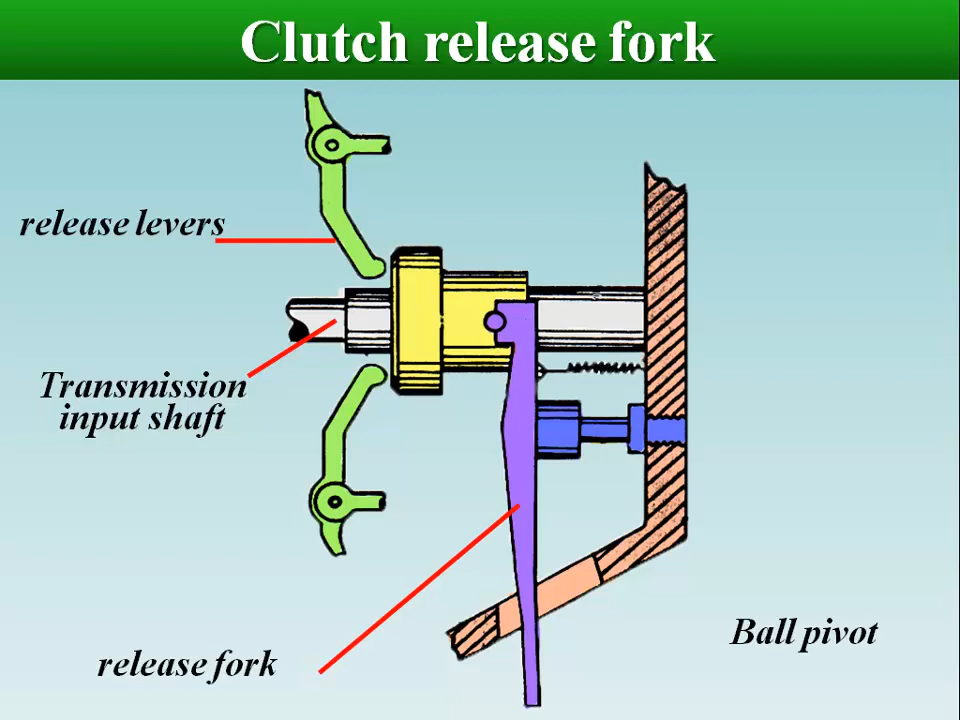 Clutch release fork
release levers
Transmission
input shaft
Ball pivot
release fork